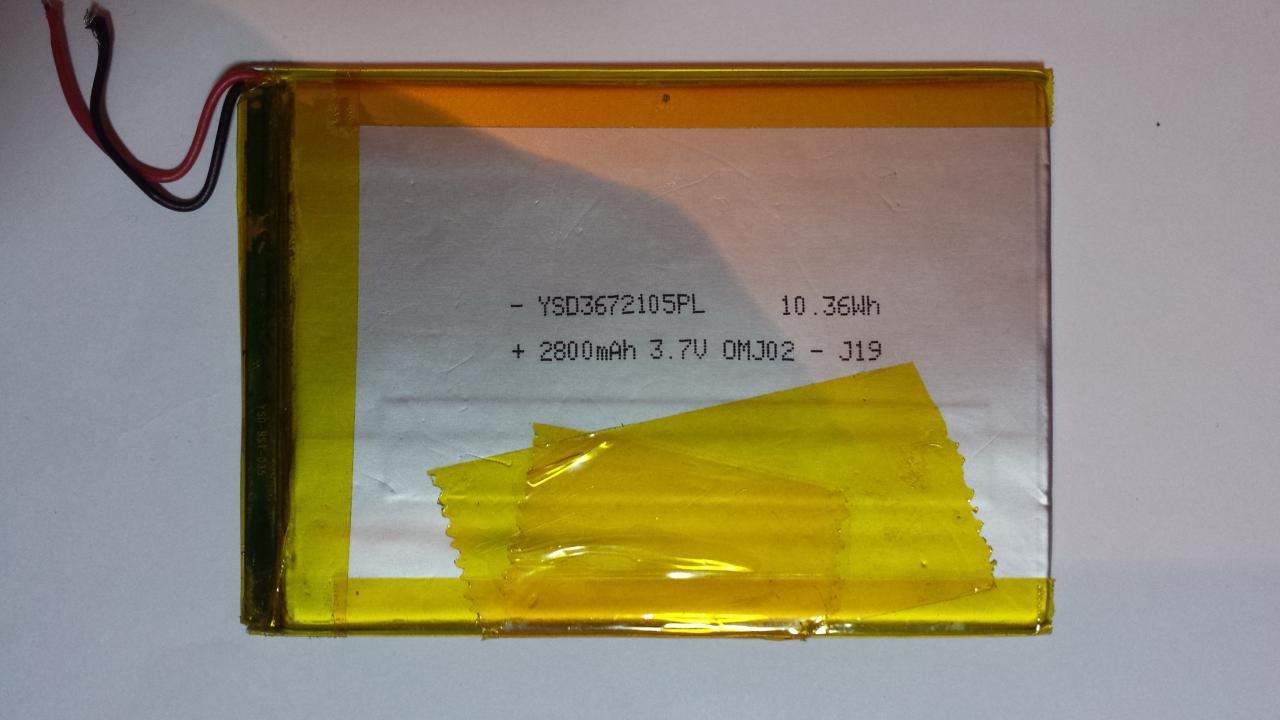 - YSD3672105PL 10.36Wh
+ 2800mAh 3.7V OMJ02 - J19